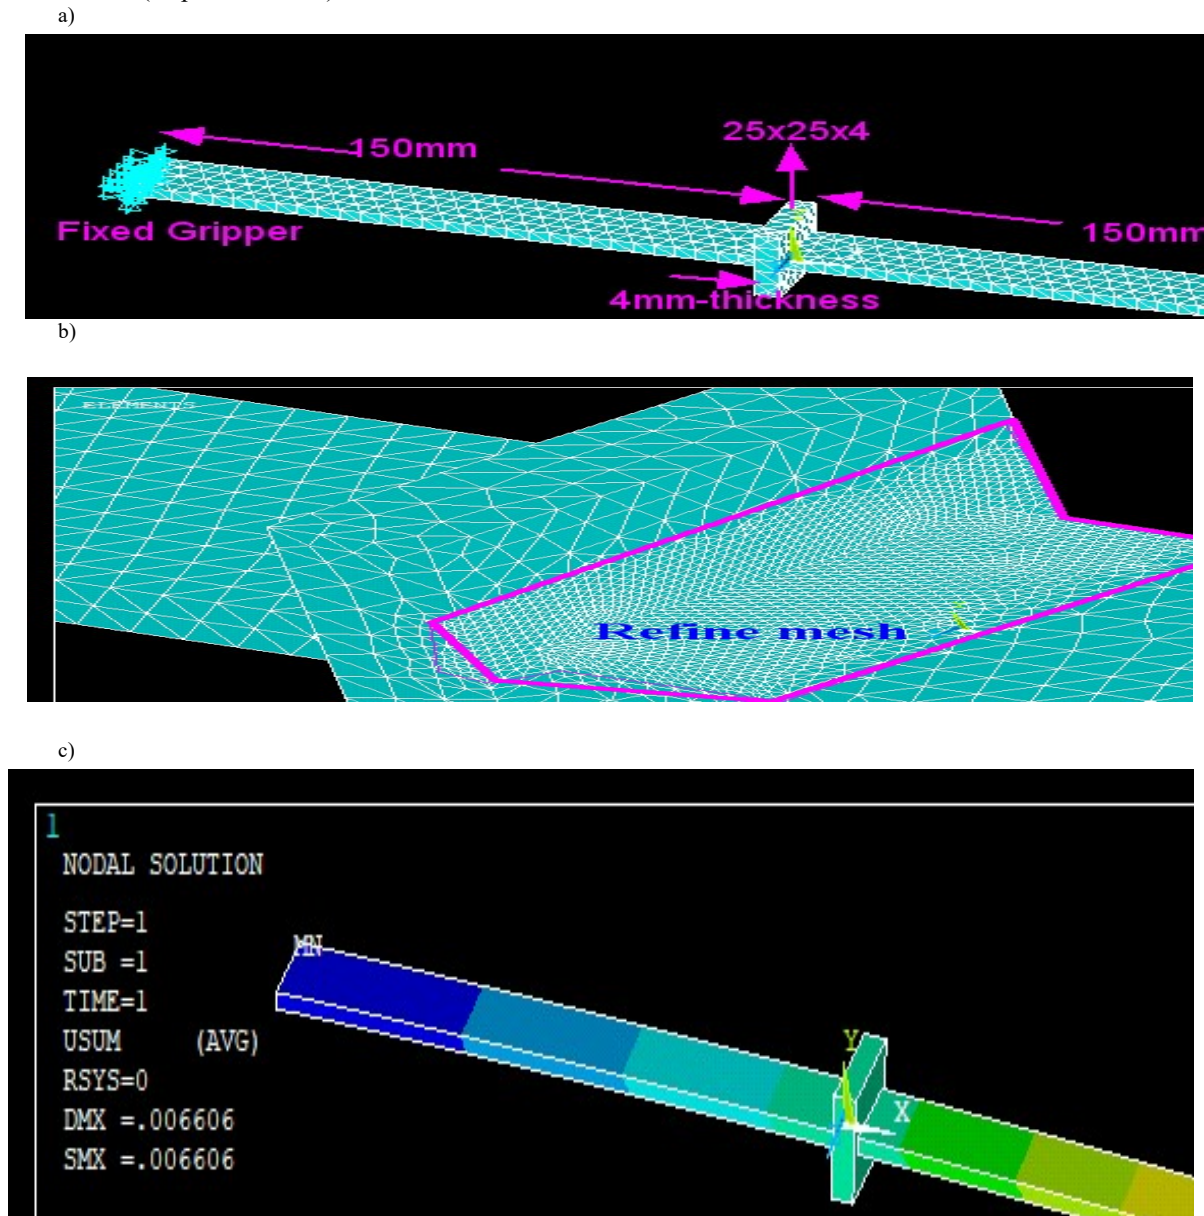 a)
25x25x4
150mm
Fixed Gripper
150mm
4mm-thickness
b)
ELEMENTS
Refine mesh
c)
1
NODAL SOLUTION
STEP=1
SUB =1
TIME=1
USUM (AVG)
RSYS=0
DMX =.006606
SMX =.006606
MN
Y
X